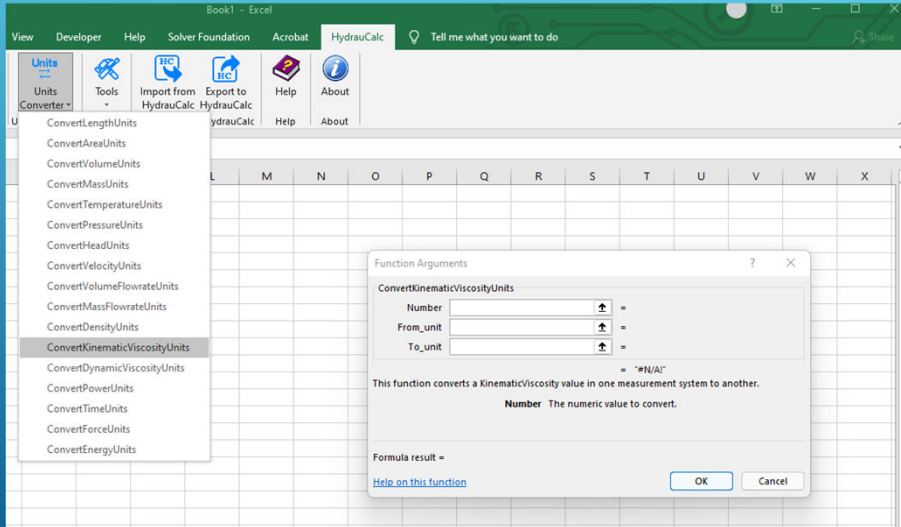 Book1 - Excel
View Developer Help Solver Foundation Acrobat HydrauCalc Tell me what you want to do Share
Units
HC
HC
Units Tools Import from Export to Help About
Converter HydrauCalc HydrauCalc
U ydrauCalc Help About
ConvertLengthUnits
ConvertAreaUnits
ConvertVolumeUnits
ConvertMassUnits
ConvertTemperatureUnits
ConvertPressureUnits
ConvertHeadUnits
ConvertVelocityUnits
ConvertVolumeFlowrateUnits
ConvertMassFlowrateUnits
ConvertDensityUnits
ConvertKinematicViscosityUnits
ConvertDynamicViscosityUnits
ConvertPowerUnits
ConvertTimeUnits
ConvertForceUnits
ConvertEnergyUnits
L M N O P Q R S T U V W X
Function Arguments ?
ConvertKinematicViscosityUnits
Number =
From_unit =
To_unit =
= "#N/A!"
This function converts a KinematicViscosity value in one measurement system to another.
Number The numeric value to convert.
Formula result =
Help on this function OK Cancel